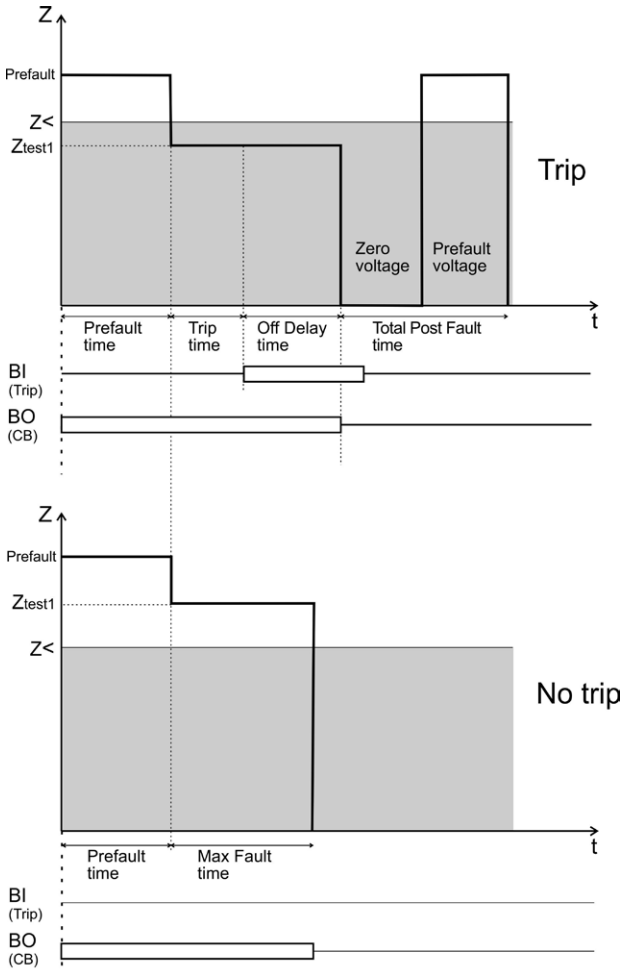 Z
Prefault
Z<
Ztest1
Trip
Zero
voltage
Prefault
voltage
t
Prefault
time
Trip
time
Off Delay
time
Total Post Fault
time
BI
(Trip)
BO
(CB)
Z
Prefault
Ztest1
Z<
No trip
t
Prefault
time
Max Fault
time
BI
(Trip)
BO
(CB)